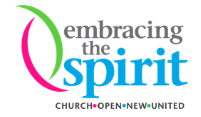 embracing
the
spirit
CHURCH•OPEN•NEW•UNITED